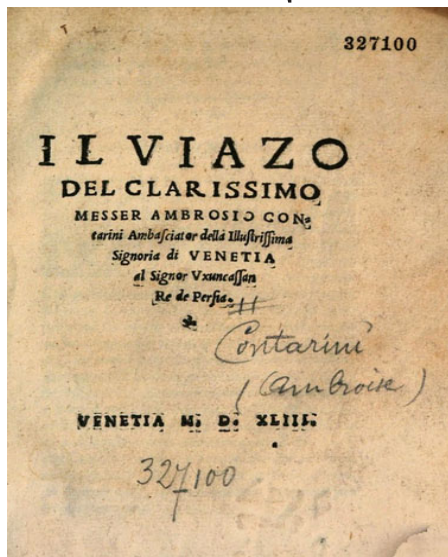 327100
IL VIAZO
DEL CLARISSIMO
MESSER AMBROSIO CON-
tarini Ambasciator della Illustrissima
Signoria di VENETIA
al Signor Vxuncassan
Re de Persia.
Contarini
(Ambroise)
VENETIA M. D. XLIII.
327100